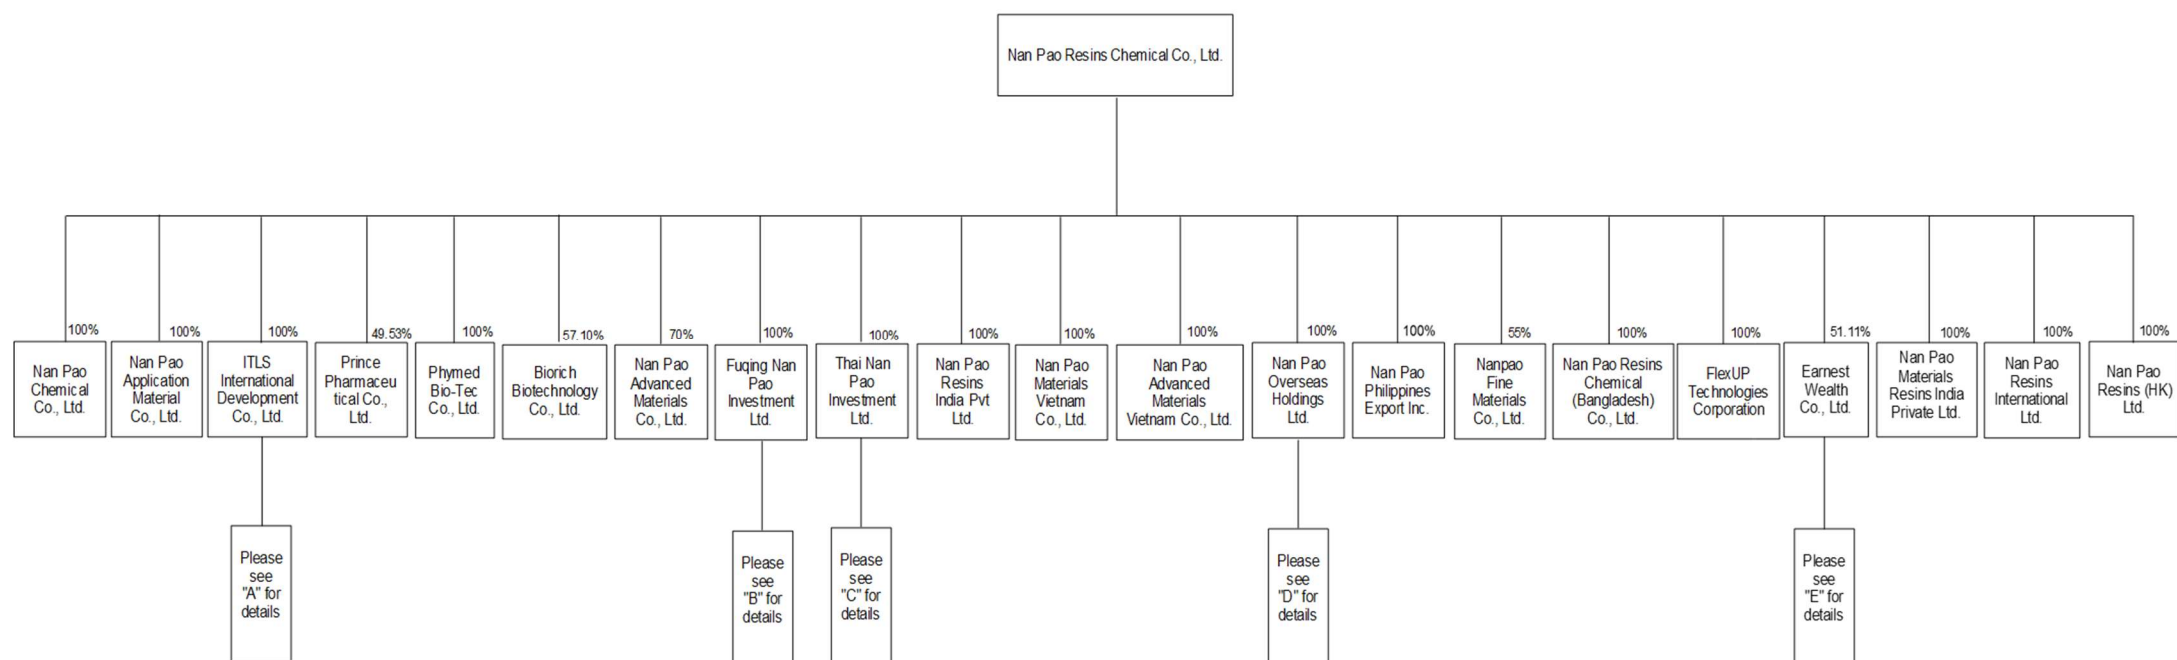 Nan Pao Resins Chemical Co., Ltd.
100%
Nan Pao
Chemical
Co., Ltd.
100%
Nan Pao
Application
Material
Co., Ltd.
100%
ITLS
International
Development
Co., Ltd.
49.53%
Prince
Pharmaceu
tical Co.,
Ltd.
100%
Phymed
Bio-Tec
Co., Ltd.
57.10%
Biorich
Biotechnology
Co., Ltd.
70%
Nan Pao
Advanced
Materials
Co., Ltd.
100%
Fuqing Nan
Pao
Investment
Ltd.
100%
Thai Nan
Pao
Investment
Ltd.
100%
Nan Pao
Resins
India Pvt
Ltd.
100%
Nan Pao
Materials
Vietnam
Co., Ltd.
100%
Nan Pao
Advanced
Materials
Vietnam Co., Ltd.
100%
Nan Pao
Overseas
Holdings
Ltd.
100%
Nan Pao
Philippines
Export Inc.
55%
Nanpao
Fine
Materials
Co., Ltd.
100%
Nan Pao Resins
Chemical
(Bangladesh)
Co., Ltd.
100%
FlexUP
Technologies
Corporation
51.11%
Earnest
Wealth
Co., Ltd.
100%
Nan Pao
Materials
Resins India
Private Ltd.
100%
Nan Pao
Resins
International
Ltd.
100%
Nan Pao
Resins (HK)
Ltd.
Please
see
"A" for
details
Please
see
"B" for
details
Please
see
"C" for
details
Please
see
"D" for
details
Please
see
"E" for
details